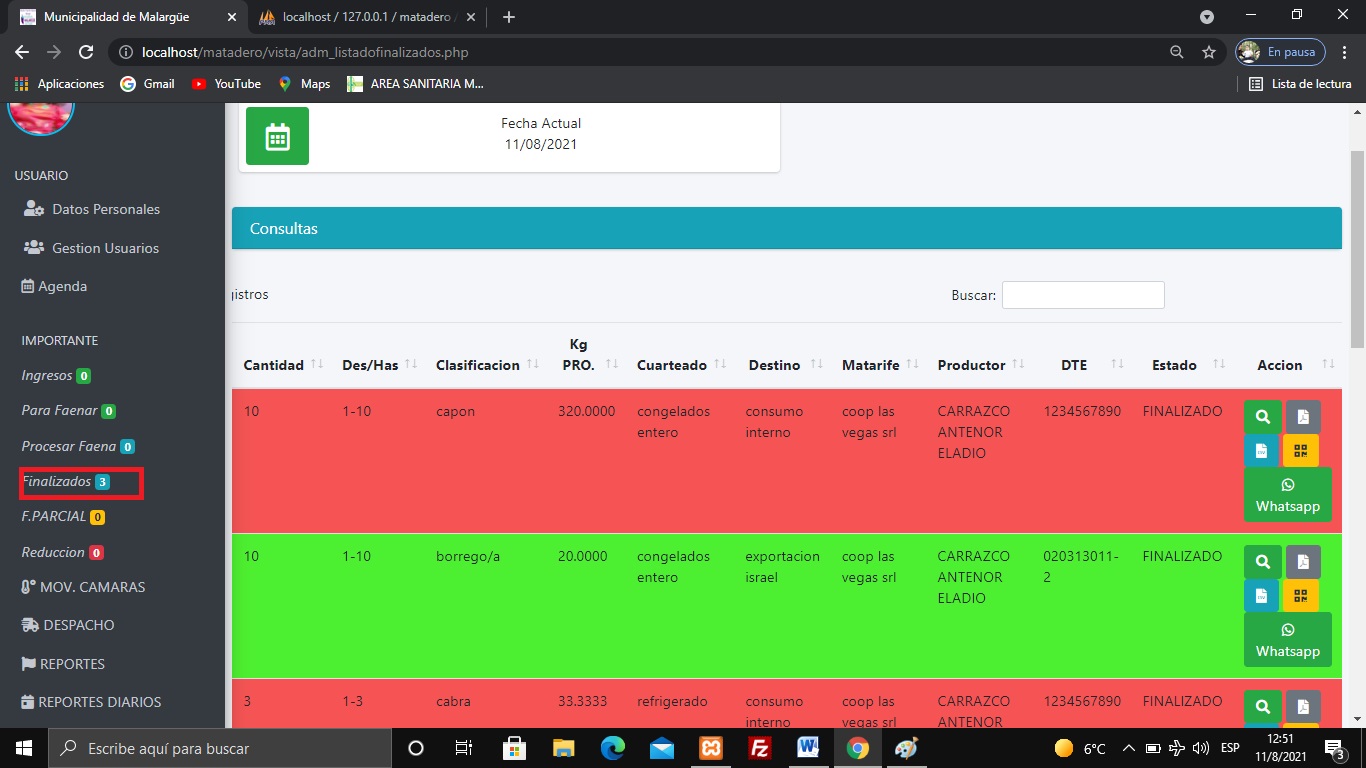 Municipalidad de Malargüe
localhost / 127.0.0.1 / matadero
localhost/matadero/vista/adm_listadofinalizados.php
En pausa
Aplicaciones
Gmail
YouTube
Maps
AREA SANITARIA M...
Lista de lectura
Fecha Actual
11/08/2021
USUARIO
Datos Personales
Gestion Usuarios
Agenda
IMPORTANTE
Ingresos 0
Para Faenar 0
Procesar Faena 0
Finalizados 3
F.PARCIAL 0
Reduccion 0
MOV. CAMARAS
DESPACHO
REPORTES
REPORTES DIARIOS
Consultas
gistros
Buscar:
Cantidad Des/Has Clasificacion Kg PRO. Cuarteado Destino Matarife Productor DTE Estado Accion
10 1-10 capon 320.0000 congelados consumo coop las CARRAZCO 1234567890 FINALIZADO
entero interno vegas srl ANTENOR
ELADIO
Whatsapp
10 1-10 borrego/a 20.0000 congelados exportacion coop las CARRAZCO 020313011- FINALIZADO
entero israel vegas srl ANTENOR 2
ELADIO
Whatsapp
3 1-3 cabra 33.3333 refrigerado consumo coop las CARRAZCO 1234567890 FINALIZADO
interno vegas srl ANTENOR
Escribe aquí para buscar
6°C
ESP
12:51
11/8/2021
3